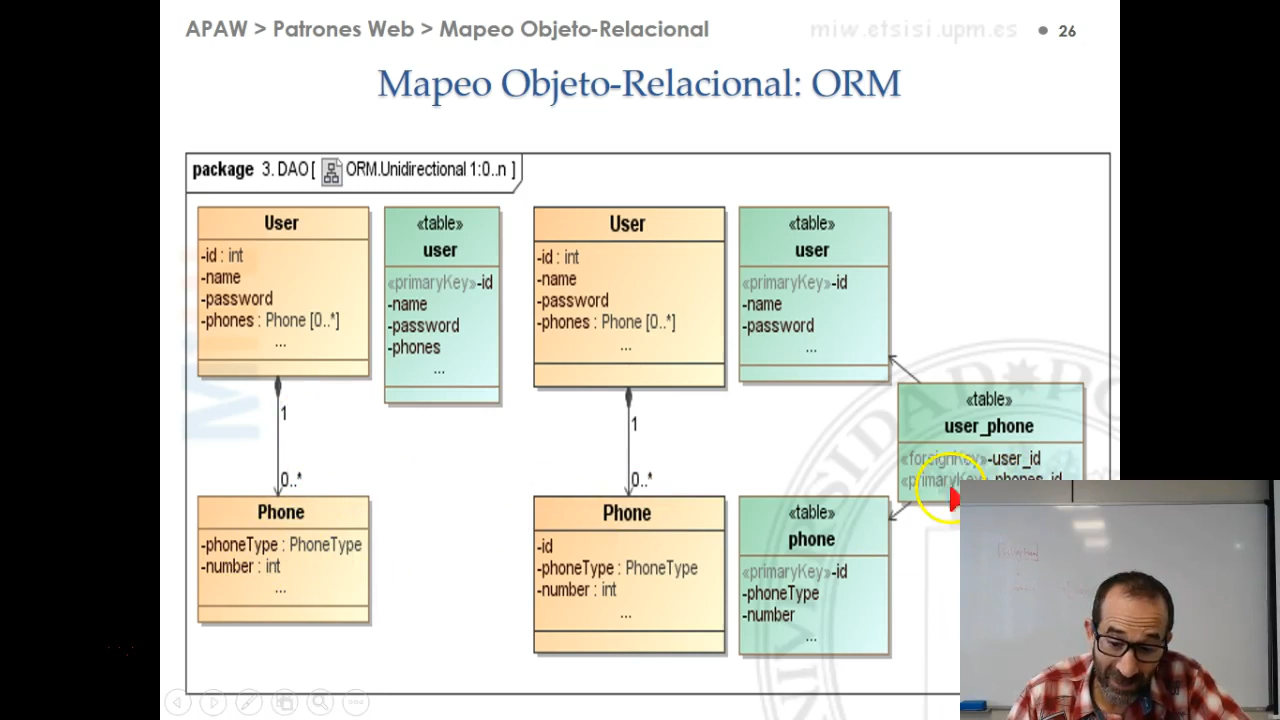 APAW > Patrones Web > Mapeo Objeto-Relacional
miw.etsisi.upm.es
26
Mapeo Objeto-Relacional: ORM
package 3. DAO [ ORM.Unidirectional 1:0..n ]
User
-id : int
-name
-password
-phones : Phone [0..*]
...
1
0..*
Phone
-phoneType : PhoneType
-number : int
...
«table»
user
«primaryKey»-id
-name
-password
-phones
...
User
-id : int
-name
-password
-phones : Phone [0..*]
...
1
0..*
Phone
-id
-phoneType : PhoneType
-number : int
...
«table»
user
«primaryKey»-id
-name
-password
...
«table»
user_phone
«foreignKey»-user_id
«primaryKey»-phones_id
«table»
phone
«primaryKey»-id
-phoneType
-number
...